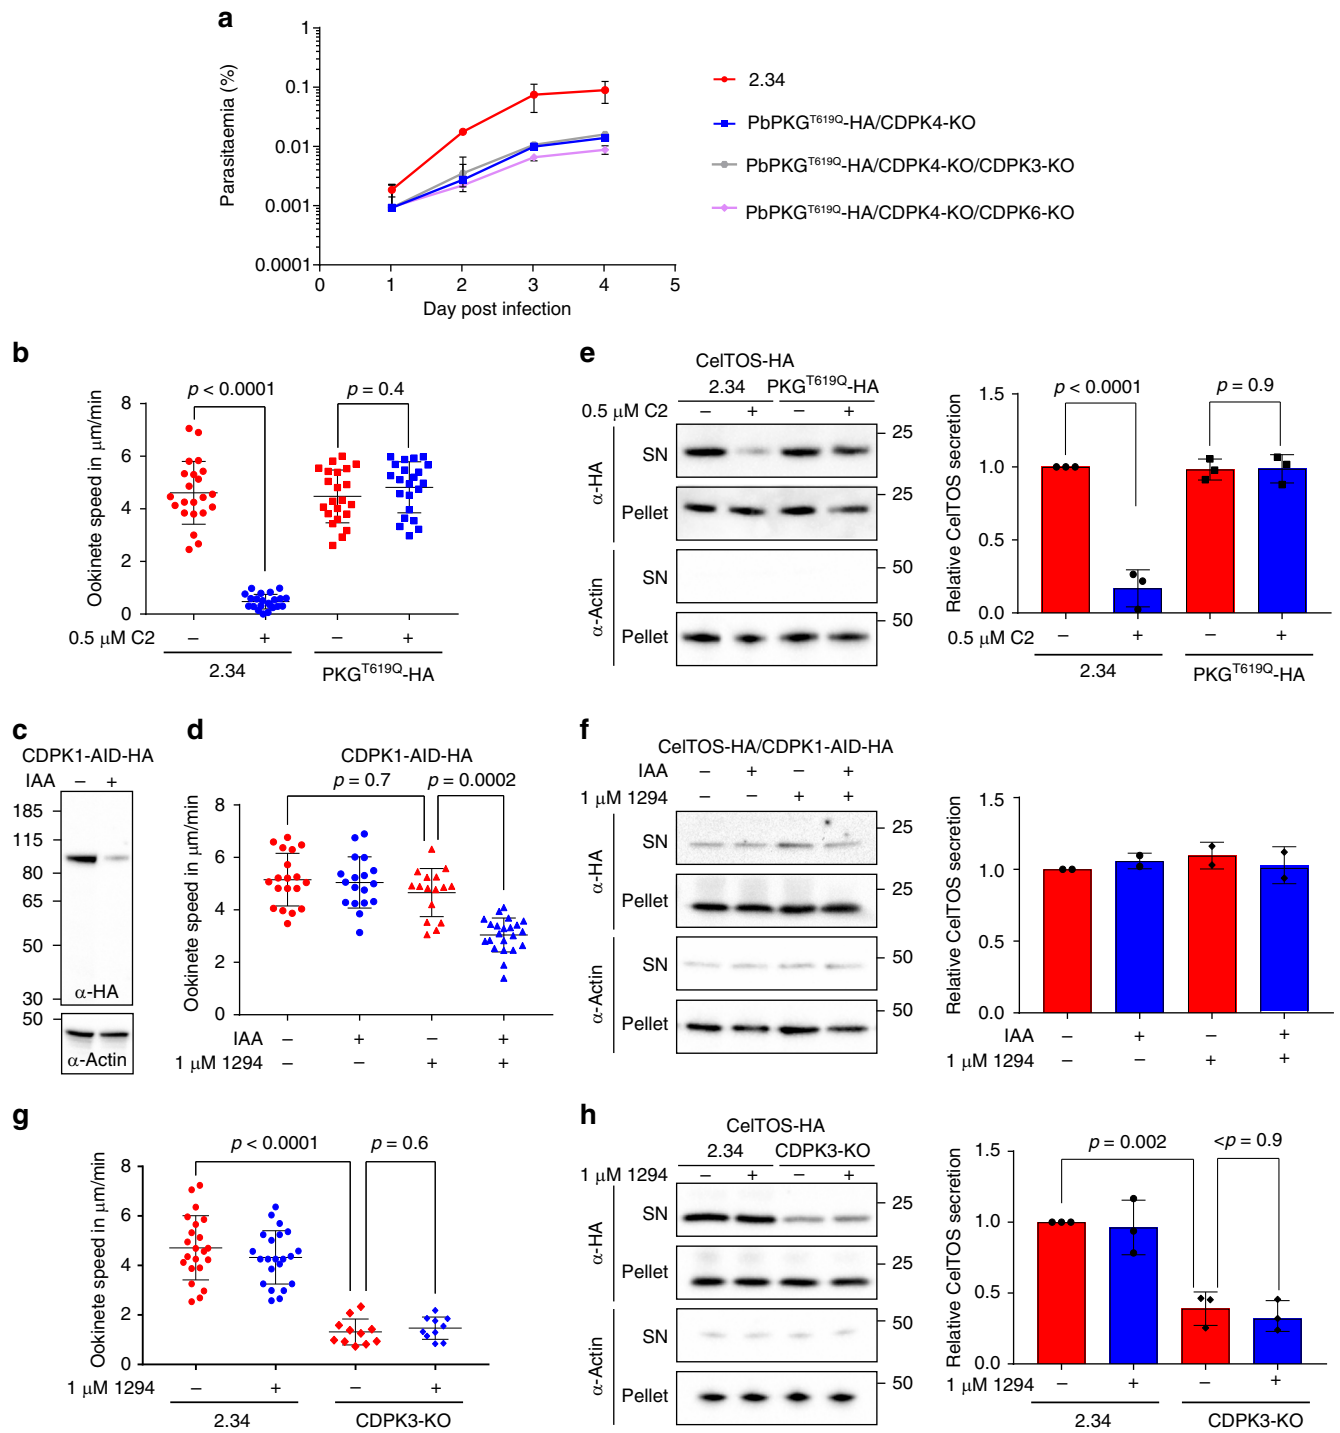 a
Parasitaemia (%)
1
0.1
0.01
0.001
0.0001
0 1 2 3 4 5
Day post infection
2.34
PbPKG^T619Q-HA/CDPK4-KO
PbPKG^T619Q-HA/CDPK4-KO/CDPK3-KO
PbPKG^T619Q-HA/CDPK4-KO/CDPK6-KO
b
Ookinete speed in μm/min
p < 0.0001
p = 0.4
8
6
4
2
0
0.5 μM C2 – + – +
2.34 PKG^T619Q-HA
e
CelTOS-HA
2.34 PKG^T619Q-HA
0.5 μM C2 – + – +
α-HA
SN 25
Pellet 25
α-Actin
SN 50
Pellet 50
Relative CelTOS secretion
p < 0.0001
p = 0.9
1.5
1.0
0.5
0.0
– + – +
0.5 μM C2
2.34 PKG^T619Q-HA
c
CDPK1-AID-HA
IAA – +
185
115
80
65
50
30
α-HA
50
α-Actin
d
CDPK1-AID-HA
p = 0.7
p = 0.0002
Ookinete speed in μm/min
8
6
4
2
0
IAA – + – +
1 μM 1294 – – + +
f
CelTOS-HA/CDPK1-AID-HA
IAA – + – +
1 μM 1294 – – + +
α-HA
SN 25
Pellet 25
α-Actin
SN 50
Pellet 50
Relative CelTOS secretion
1.5
1.0
0.5
0.0
IAA – + – +
1 μM 1294 – – + +
g
Ookinete speed in μm/min
p < 0.0001
p = 0.6
8
6
4
2
0
1 μM 1294 – + – +
2.34 CDPK3-KO
h
CelTOS-HA
2.34 CDPK3-KO
1 μM 1294 – + – +
α-HA
SN 25
Pellet 25
α-Actin
SN 50
Pellet 50
Relative CelTOS secretion
p = 0.002
<p = 0.9
1.5
1.0
0.5
0.0
1 μM 1294 – + – +
2.34 CDPK3-KO